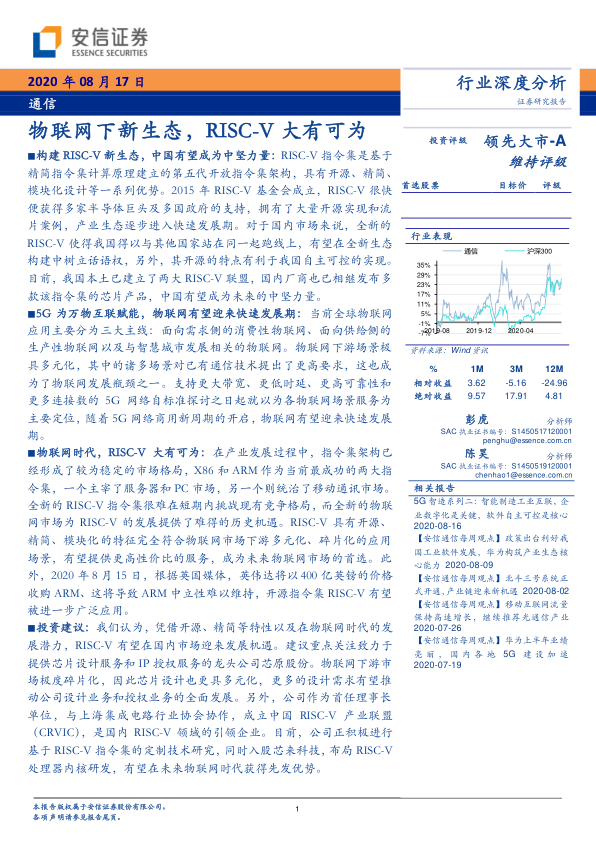 安信证券
ESSENCE SECURITIES
2020 年 08 月 17 日
通信
物联网下新生态，RISC-V 大有可为
■构建 RISC-V 新生态，中国有望成为中坚力量：RISC-V 指令集是基
于精简指令集计算原理建立的第五代开放指令集架构，具有开源、精简、
模块化设计等一系列优势。2015 年 RISC-V 基金会成立，RISC-V 很快
便获得多家半导体巨头及多国政府的支持，拥有了大量开源实现和流
片案例，产业生态逐步进入快速发展期。对于国内市场来说，全新的
RISC-V 使得我国得以与其他国家站在同一起跑线上，有望在全新生态
构建中树立话语权，另外，其开源的特点有利于我国自主可控的实现。
目前，我国本土已建立了两大 RISC-V 联盟，国内厂商也已相继发布多
款该指令集的芯片产品，中国有望成为未来的中坚力量。
■5G 为万物互联赋能，物联网有望迎来快速发展期：当前全球物联网
应用主要分为三大主线：面向需求侧的消费性物联网、面向供给侧的
生产性物联网以及与智慧城市发展相关的物联网。物联网下游场景极
具多元化，其中的诸多场景对已有通信技术提出了更高要求，这也成
为了物联网发展瓶颈之一。支持更大带宽、更低时延、更高可靠性和
更多连接数的 5G 网络自标准探讨之日起就以为各物联网场景服务为
主要定位，随着 5G 网络商用新周期的开启，物联网有望迎来快速发展
期。
■物联网时代，RISC-V 大有可为：在产业发展过程中，指令集架构已
经形成了较为稳定的市场格局，X86 和 ARM 作为当前最成功的两大指
令集，一个主宰了服务器和 PC 市场，另一个则统治了移动通讯市场。
全新的 RISC-V 指令集很难在短期内挑战现有竞争格局，而全新的物联
网市场为 RISC-V 的发展提供了难得的历史机遇。RISC-V 具有开源、
精简、模块化的特征完全符合物联网市场下游多元化、碎片化的应用
场景，有望提供更高性价比的服务，成为未来物联网市场的首选。此
外，2020 年 8 月 15 日，根据英国媒体，英伟达将以 400 亿英镑的价格
收购 ARM、这将导致 ARM 中立性难以维持，开源指令集 RISC-V 有望
被进一步广泛应用。
■投资建议：我们认为，凭借开源、精简等特性以及在物联网时代的发
展潜力，RISC-V 有望在国内市场迎来发展机遇。建议重点关注致力于
提供芯片设计服务和 IP 授权服务的龙头公司芯原股份。物联网下游市
场极度碎片化，因此芯片设计也更具多元化，更多的设计需求有望推
动公司设计业务和授权业务的全面发展。另外，公司作为首任理事长
单位，与上海集成电路行业协会协作，成立中国 RISC-V 产业联盟
（CRVIC），是国内 RISC-V 领域的引领企业。目前，公司正积极进行
基于 RISC-V 指令集的定制技术研究，同时入股芯来科技，布局 RISC-V
处理器内核研发，有望在未来物联网时代获得先发优势。
行业深度分析
证券研究报告
投资评级 领先大市-A
维持评级
首选股票 目标价 评级
行业表现
通信 沪深300
35%
29%
23%
17%
11%
5%
-1%
-7%
2019-08 2019-12 2020-04
资料来源：Wind 资讯
% 1M 3M 12M
相对收益 3.62 -5.16 -24.96
绝对收益 9.57 17.91 4.81
彭虎 分析师
SAC 执业证书编号：S1450517120001
penghu@essence.com.cn
陈昊 分析师
SAC 执业证书编号：S1450519120001
chenhao1@essence.com.cn
相关报告
5G 智造系列二：智能制造工业互联，企
业数字化是关键，软件自主可控是核心
2020-08-16
【安信通信每周观点】政策出台利好我
国工业软件发展，华为构筑产业生态核
心能力 2020-08-09
【安信通信每周观点】北斗三号系统正
式开通，产业链迎来新机遇 2020-08-02
【安信通信每周观点】移动互联网流量
保持高速增长，继续推荐光通信产业
2020-07-26
【安信通信每周观点】华为上半年业绩
亮丽，国内各地 5G 建设加速
2020-07-19
本报告版权属于安信证券股份有限公司。
各项声明请参见报告尾页。
1